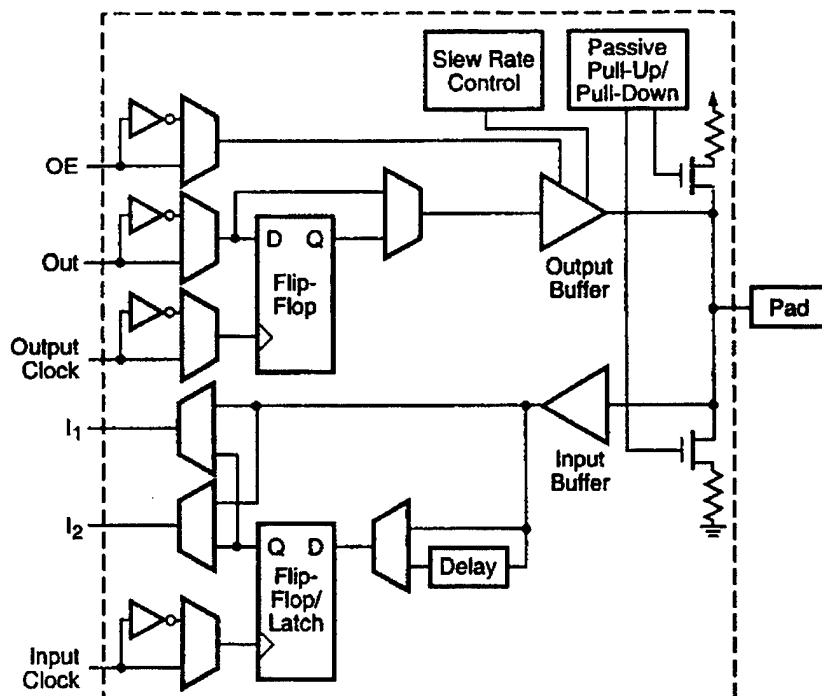 Slew Rate
Control
Passive
Pull-Up/
Pull-Down
OE
Out
D Q
Flip-
Flop
Output
Buffer
Pad
Output
Clock
I1
Input
Buffer
I2
Q D
Flip-
Flop/
Latch
Delay
Input
Clock